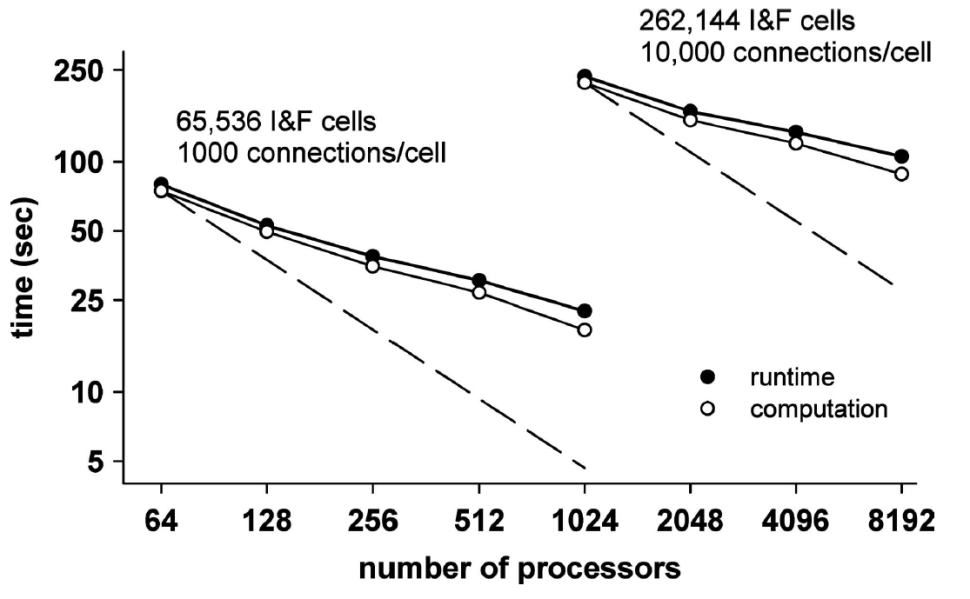 262,144 I&F cells
10,000 connections/cell
65,536 I&F cells
1000 connections/cell
time (sec)
250
100
50
25
10
5
runtime
computation
64 128 256 512 1024 2048 4096 8192
number of processors